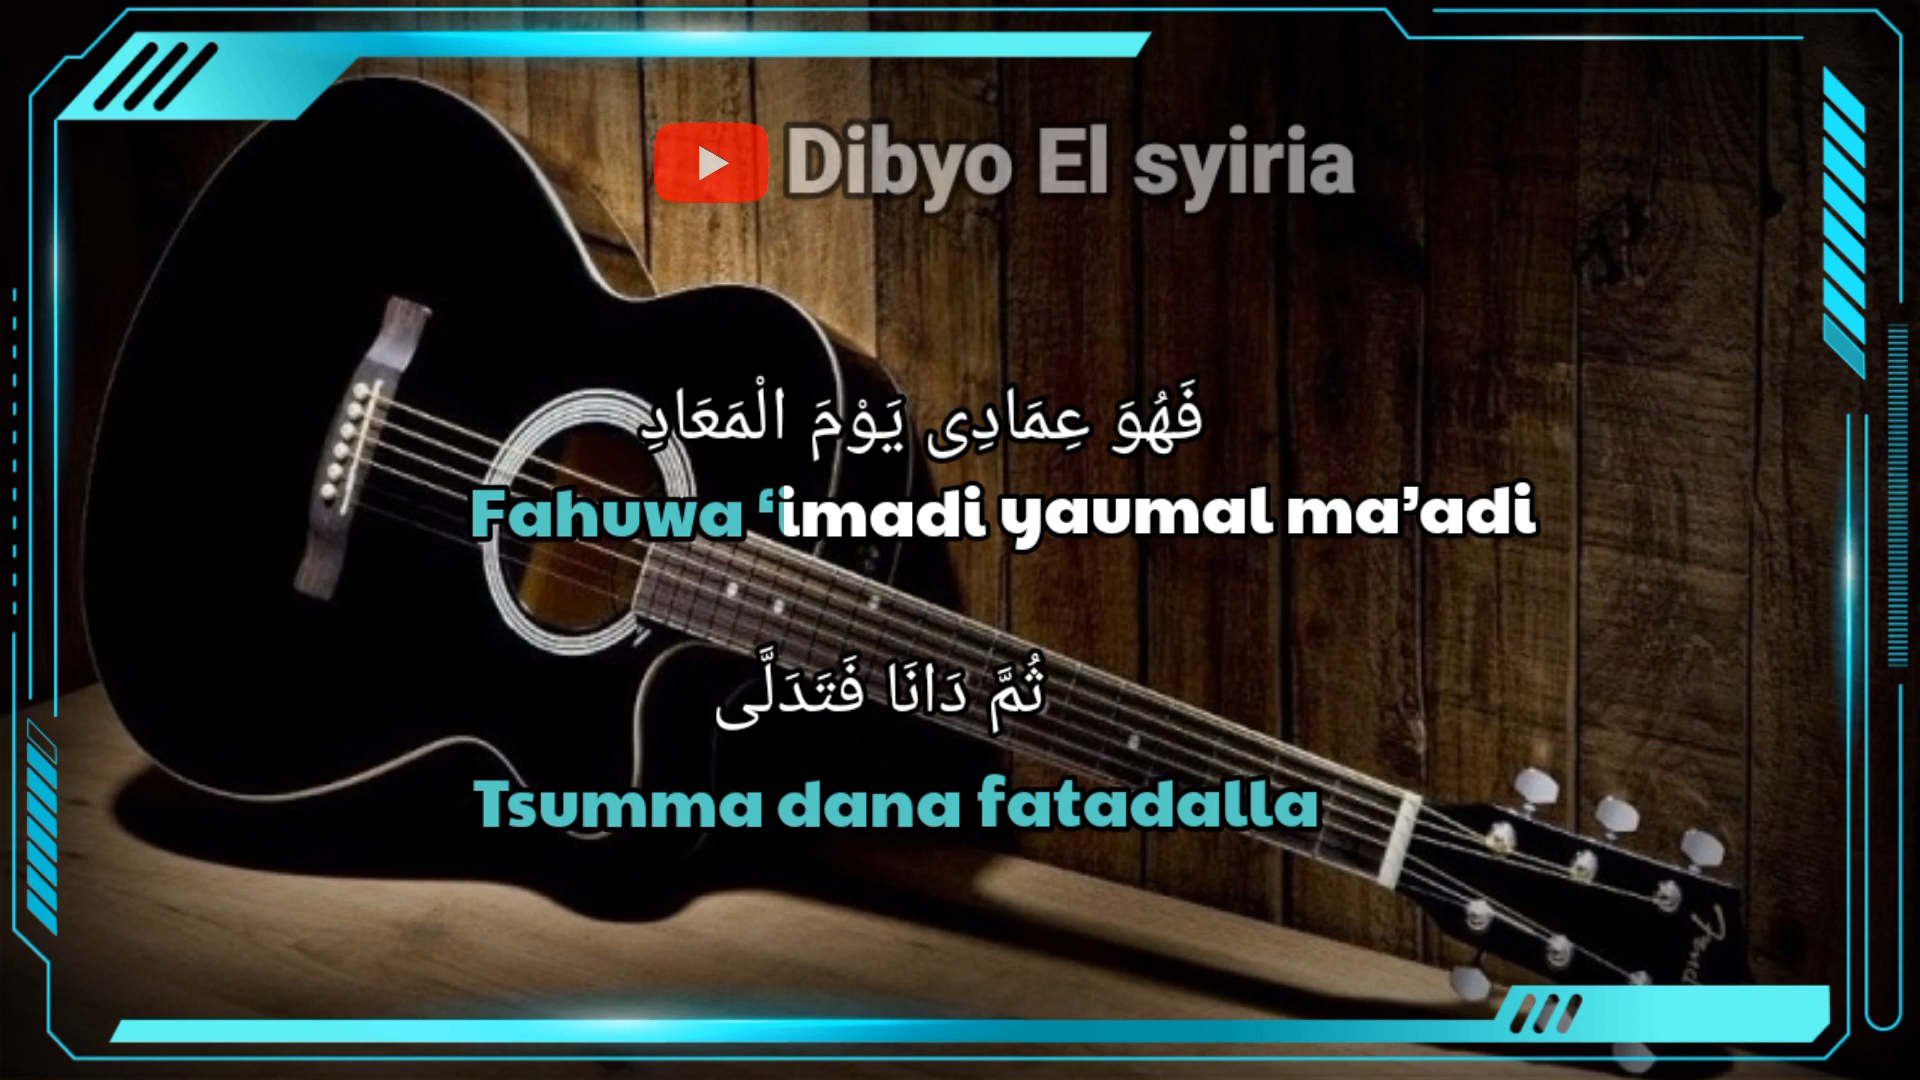 Dibyo El syiria
فَهُوَ عِمَادِى يَوْمَ الْمَعَادِ
Fahuwa ‘imadi yaumal ma’adi
ثُمَّ دَانَا فَتَدَلَّى
Tsumma dana fatadalla